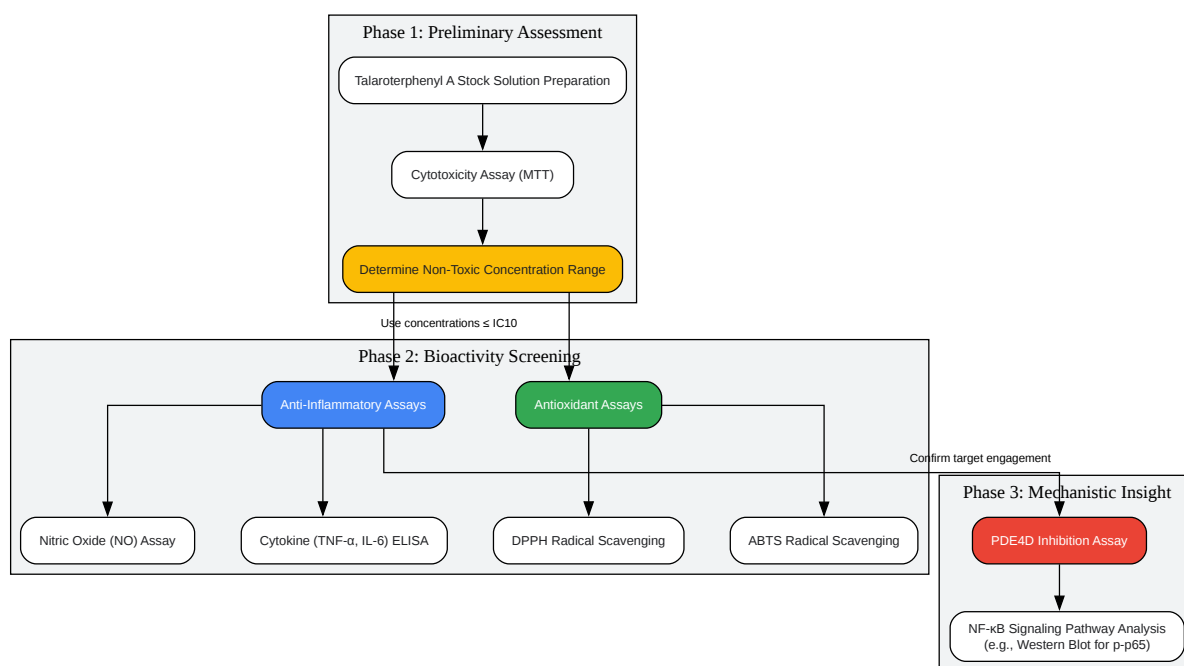 Phase 1: Preliminary Assessment
Talaroterphenyl A Stock Solution Preparation
Cytotoxicity Assay (MTT)
Determine Non-Toxic Concentration Range
Use concentrations ≤ IC10
Phase 2: Bioactivity Screening
Anti-Inflammatory Assays
Antioxidant Assays
Confirm target engagement
Nitric Oxide (NO) Assay
Cytokine (TNF-α, IL-6) ELISA
DPPH Radical Scavenging
ABTS Radical Scavenging
Phase 3: Mechanistic Insight
PDE4D Inhibition Assay
NF-κB Signaling Pathway Analysis
(e.g., Western Blot for p-p65)